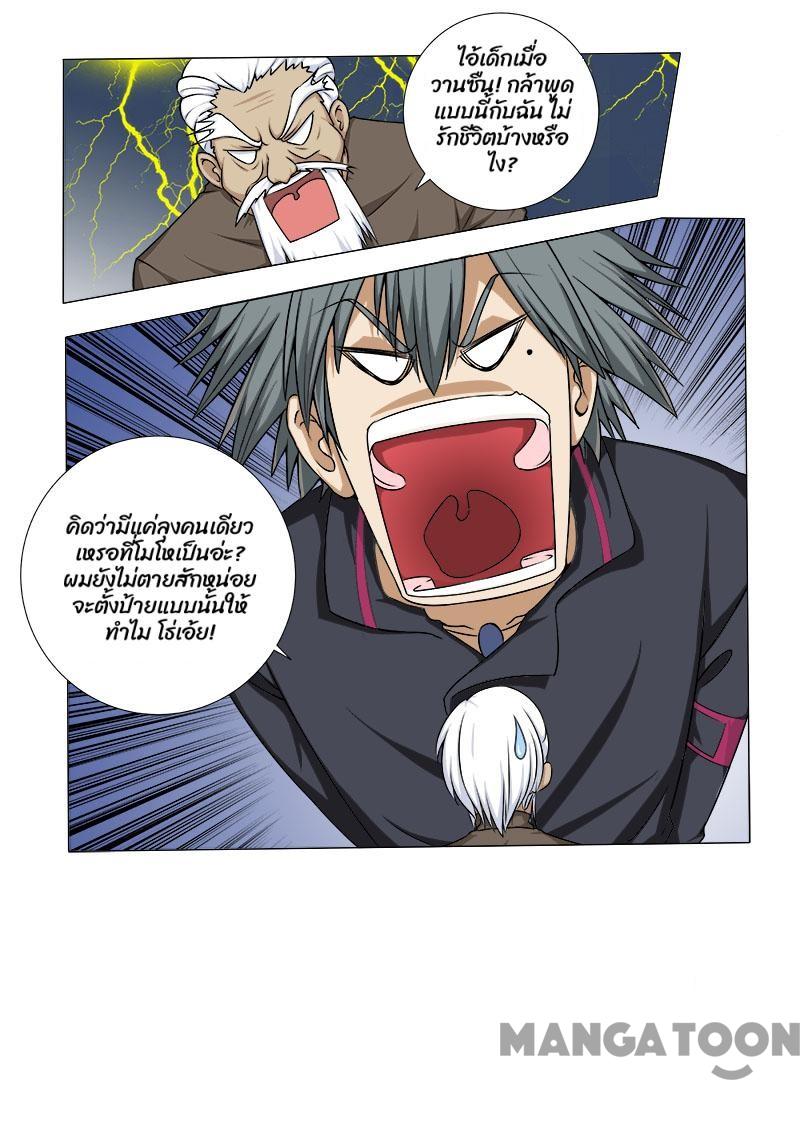 ไอ้เด็กเมื่อ
วานซืน! กล้าพูด
แบบนี้กับฉัน ไม่
รักชีวิตบ้างหรือ
ไง?
คิดว่ามีแค่ลุงคนเดียว
เหรอที่โมโหเป็นอ่ะ?
ผมยังไม่ตายสักหน่อย
จะตั้งป้ายแบบนั้นให้
ทำไม โธ่เอ้ย!
MANGATOON